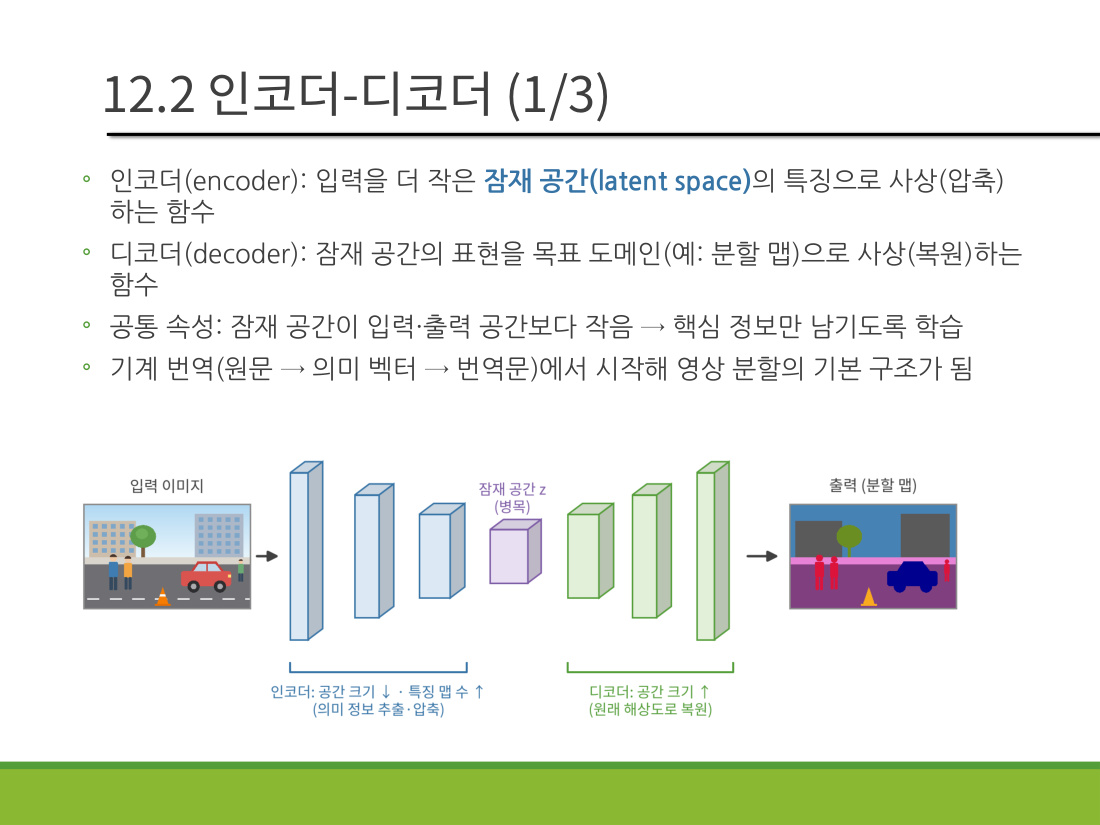 12.2 인코더-디코더 (1/3)
인코더(encoder): 입력을 더 작은 잠재 공간(latent space)의 특징으로 사상(압축)
하는 함수
디코더(decoder): 잠재 공간의 표현을 목표 도메인(예: 분할 맵)으로 사상(복원)하는
함수
공통 속성: 잠재 공간이 입력·출력 공간보다 작음 → 핵심 정보만 남기도록 학습
기계 번역(원문 → 의미 벡터 → 번역문)에서 시작해 영상 분할의 기본 구조가 됨
입력 이미지
잠재 공간 z
(병목)
출력 (분할 맵)
인코더: 공간 크기 ↓ · 특징 맵 수 ↑
(의미 정보 추출·압축)
디코더: 공간 크기 ↑
(원래 해상도로 복원)